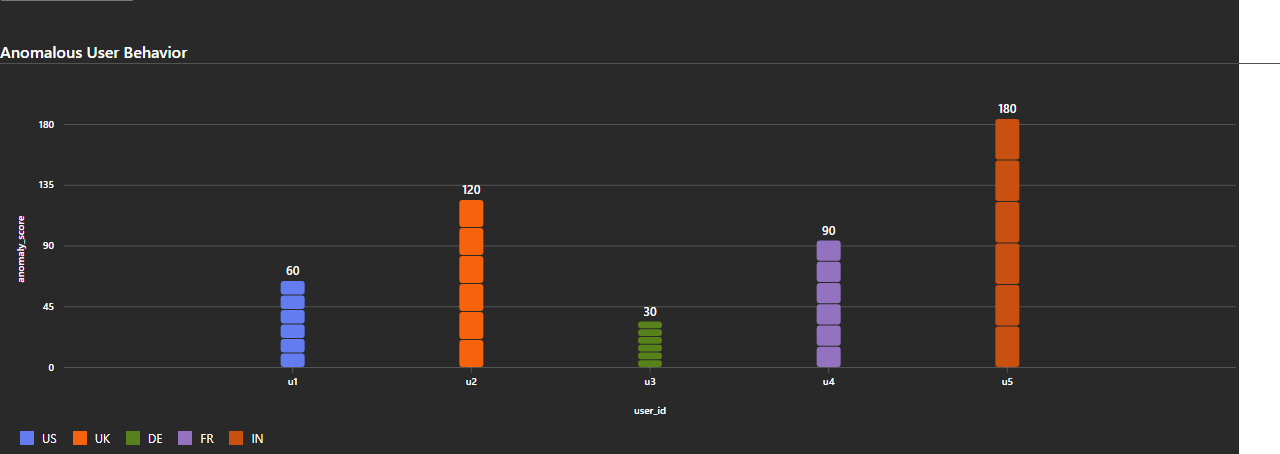 Anomalous User Behavior
180
180
135
120
90
90
60
45
30
0
anomaly_score
u1 u2 u3 u4 u5
user_id
US UK DE FR IN